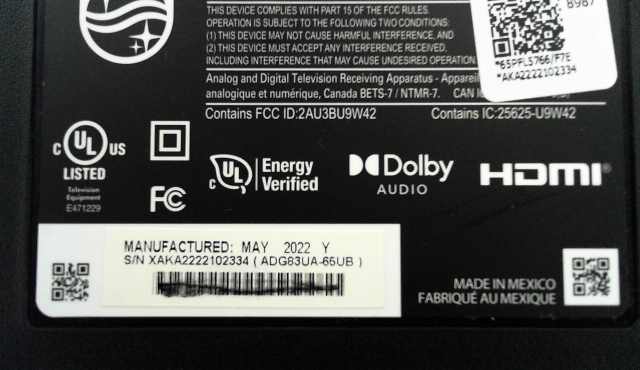 THIS DEVICE COMPLIES WITH PART 15 OF THE FCC RULES.
OPERATION IS SUBJECT TO THE FOLLOWING TWO CONDITIONS:
(1) THIS DEVICE MAY NOT CAUSE HARMFUL INTERFERENCE, AND
(2) THIS DEVICE MUST ACCEPT ANY INTERFERENCE RECEIVED,
INCLUDING INTERFERENCE THAT MAY CAUSE UNDESIRED OPERATION.
8987
*65PFL5766/F7E
*AKA2222102334
Analog and Digital Television Receiving Apparatus - Appareil
analogique et numérique, Canada BETS-7 / NTMR-7. CAN
Contains FCC ID:2AU3BU9W42 Contains IC:25625-U9W42
C UL US
LISTED
Television
Equipment
E471229
FC
C UL Energy
Verified
Dolby
AUDIO
HDMI®
MANUFACTURED: MAY 2022 Y
S/N XAKA2222102334 ( ADG83UA-65UB )
MADE IN MEXICO
FABRIQUÉ AU MEXIQUE